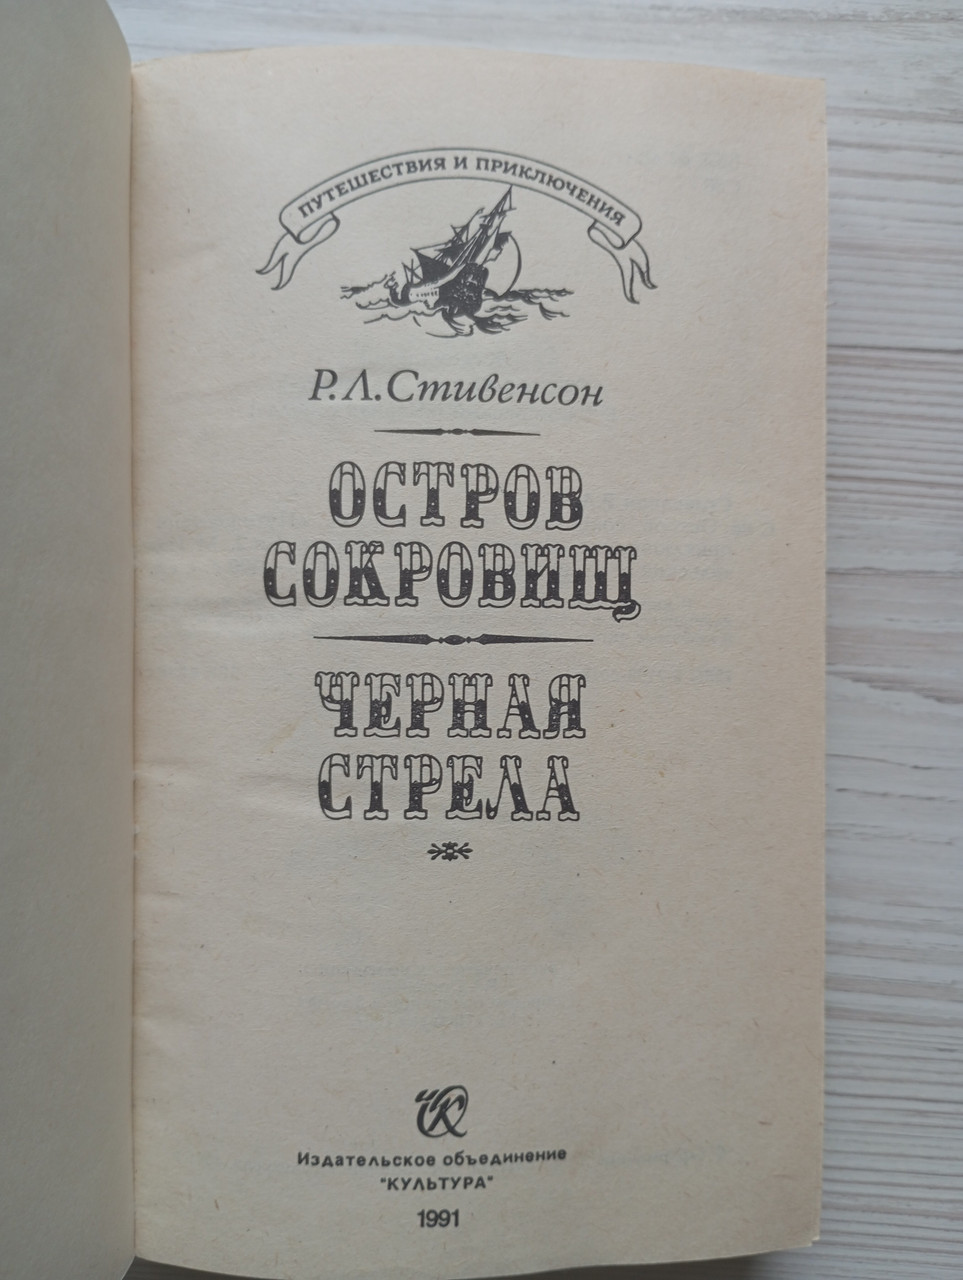 ПУТЕШЕСТВИЯ И ПРИКЛЮЧЕНИЯ
Р.Л.Стивенсон
ОСТРОВ
СОКРОВИЩ
ЧЕРНАЯ
СТРЕЛА
Издательское объединение
"КУЛЬТУРА"
1991